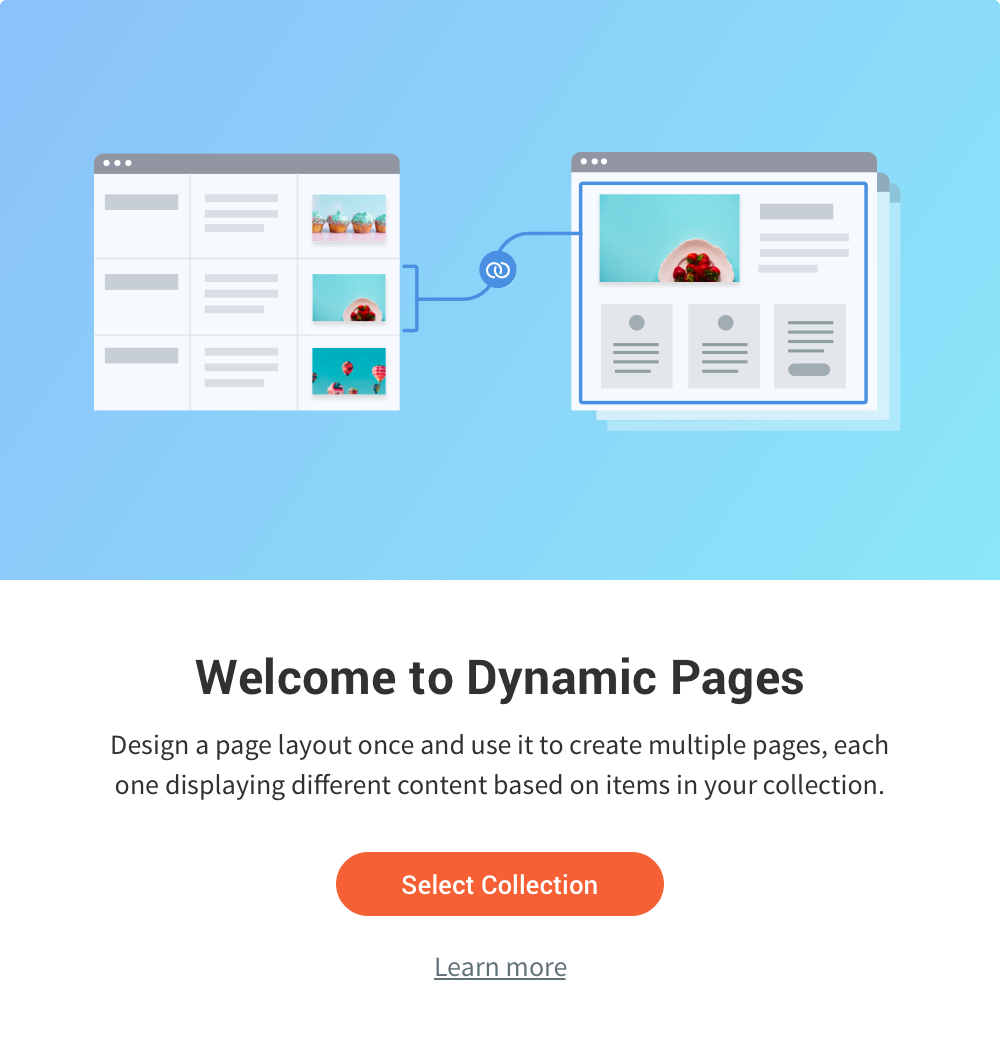 Welcome to Dynamic Pages
Design a page layout once and use it to create multiple pages, each
one displaying different content based on items in your collection.
Select Collection
Learn more